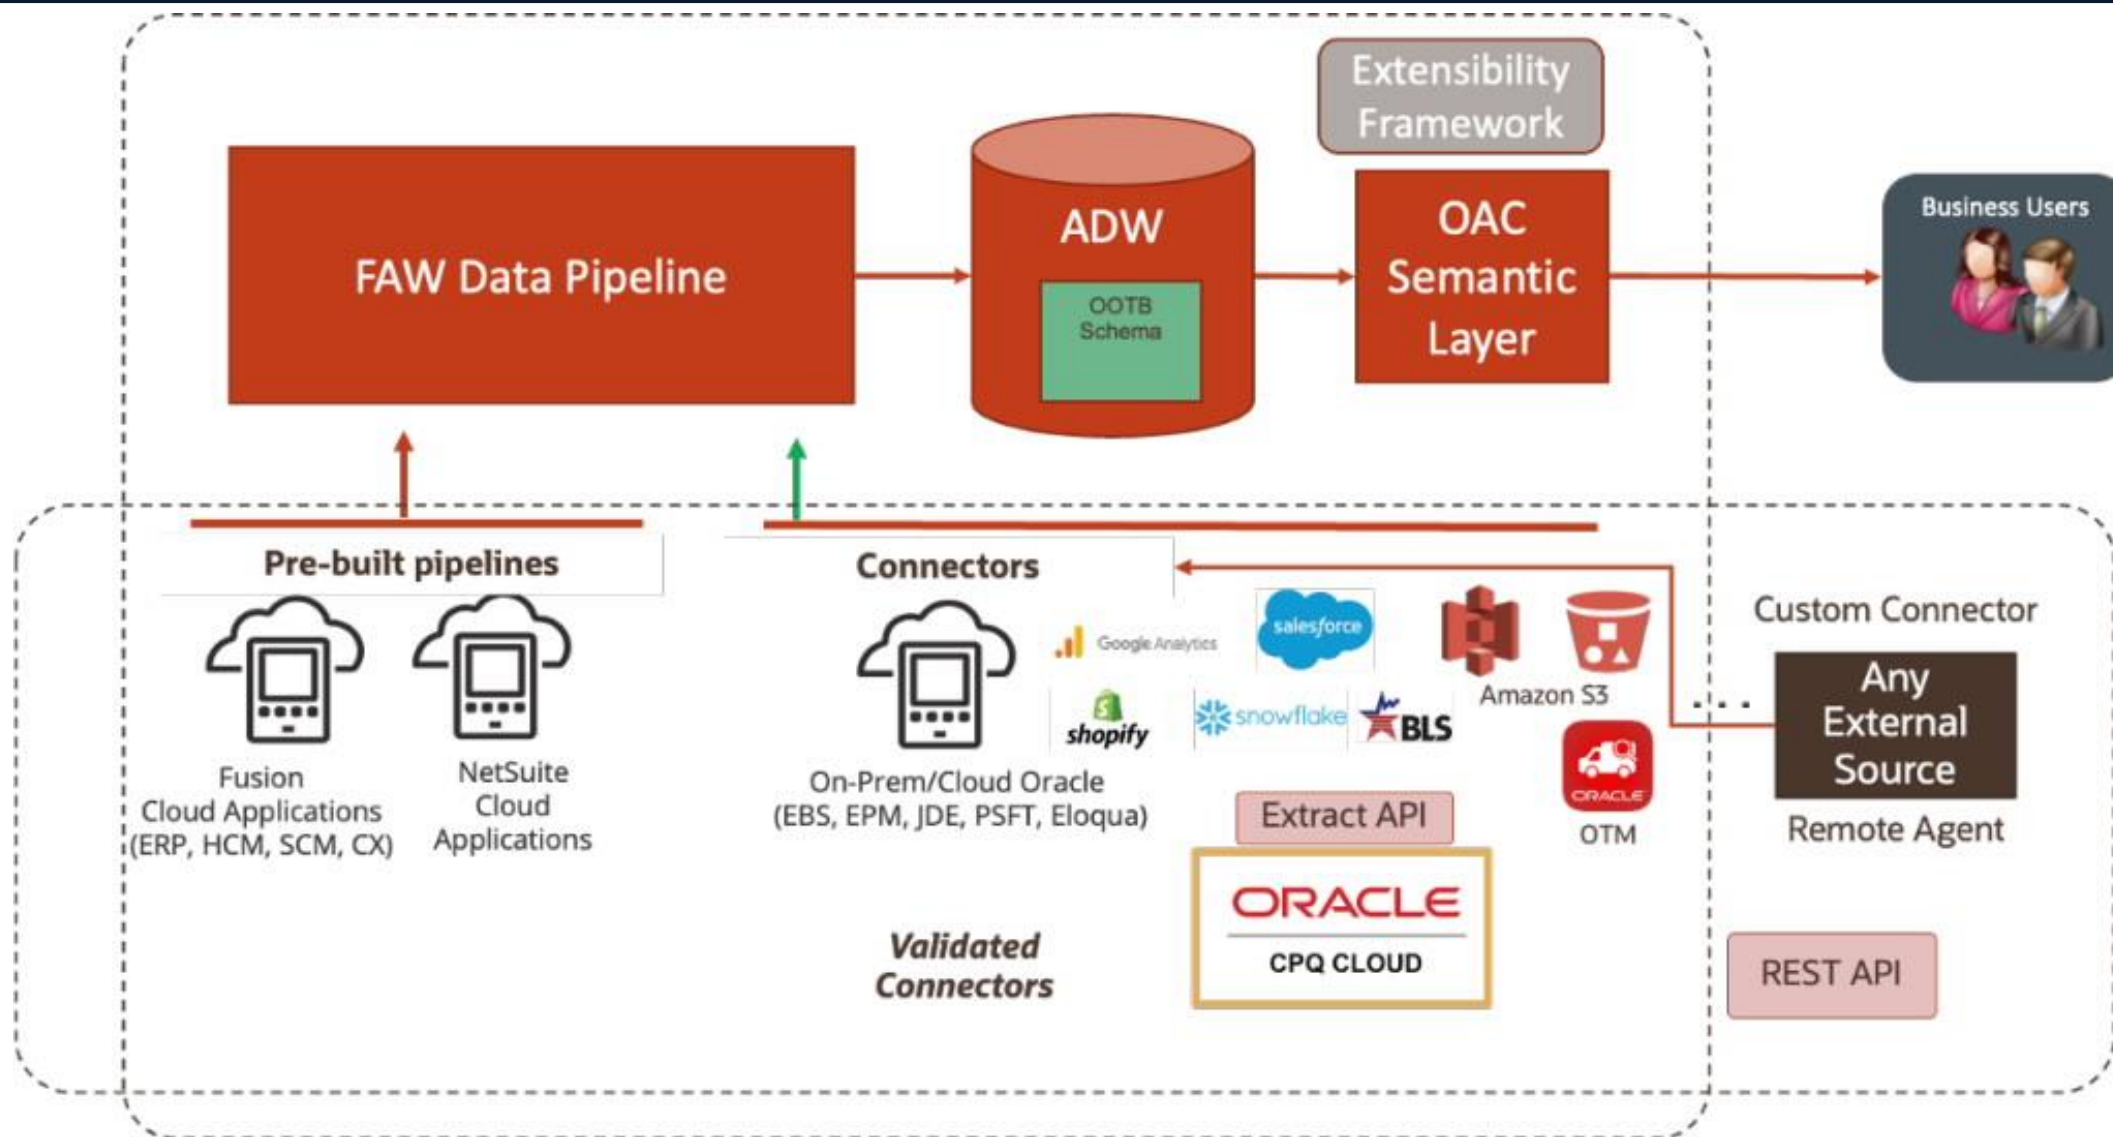 Extensibility
Framework
FAW Data Pipeline
ADW
OOTB
Schema
OAC
Semantic
Layer
Business Users
Pre-built pipelines
Connectors
Fusion
Cloud Applications
(ERP, HCM, SCM, CX)
NetSuite
Cloud
Applications
On-Prem/Cloud Oracle
(EBS, EPM, JDE, PSFT, Eloqua)
Google Analytics
salesforce
Amazon S3
shopify
snowflake
BLS
...
ORACLE
OTM
Extract API
ORACLE
CPQ CLOUD
Validated
Connectors
Custom Connector
Any
External
Source
Remote Agent
REST API